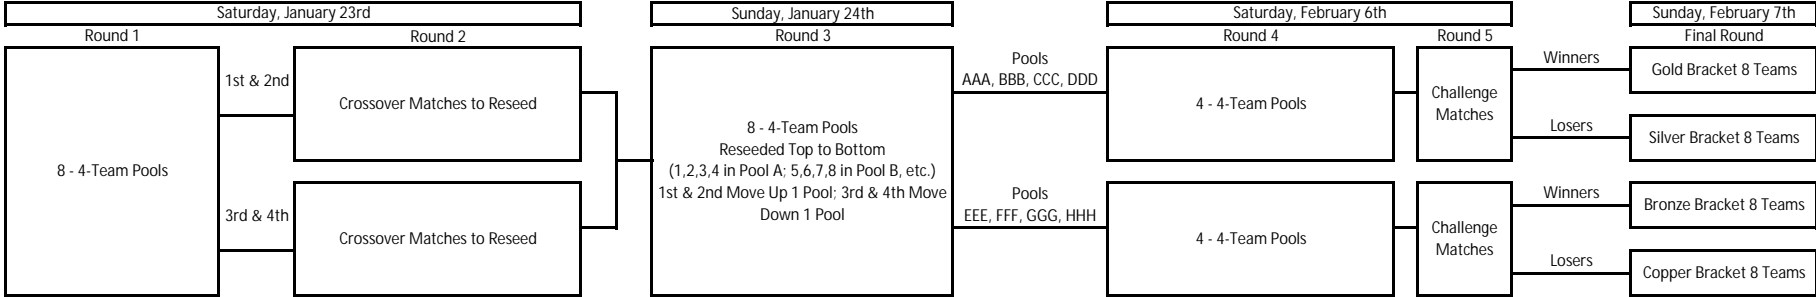 Saturday, January 23rd
Sunday, January 24th
Saturday, February 6th
Sunday, February 7th
Round 1
Round 2
Round 3
Round 4
Round 5
Final Round
8 - 4-Team Pools
1st & 2nd
3rd & 4th
Crossover Matches to Reseed
Crossover Matches to Reseed
8 - 4-Team Pools
Reseeded Top to Bottom
(1,2,3,4 in Pool A; 5,6,7,8 in Pool B, etc.)
1st & 2nd Move Up 1 Pool; 3rd & 4th Move
Down 1 Pool
Pools
AAA, BBB, CCC, DDD
Pools
EEE, FFF, GGG, HHH
4 - 4-Team Pools
4 - 4-Team Pools
Challenge
Matches
Challenge
Matches
Winners
Losers
Winners
Losers
Gold Bracket 8 Teams
Silver Bracket 8 Teams
Bronze Bracket 8 Teams
Copper Bracket 8 Teams